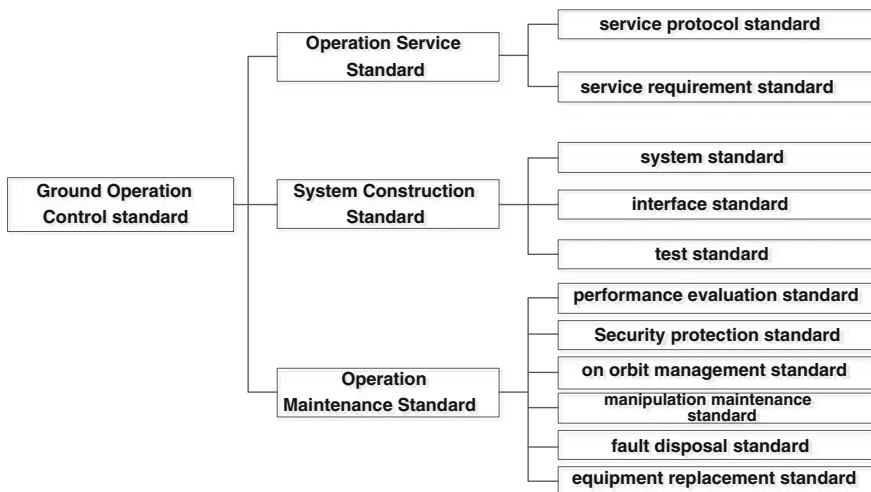 Ground Operation
Control standard
Operation Service
Standard
service protocol standard
service requirement standard
System Construction
Standard
system standard
interface standard
test standard
Operation
Maintenance Standard
performance evaluation standard
Security protection standard
on orbit management standard
manipulation maintenance
standard
fault disposal standard
equipment replacement standard